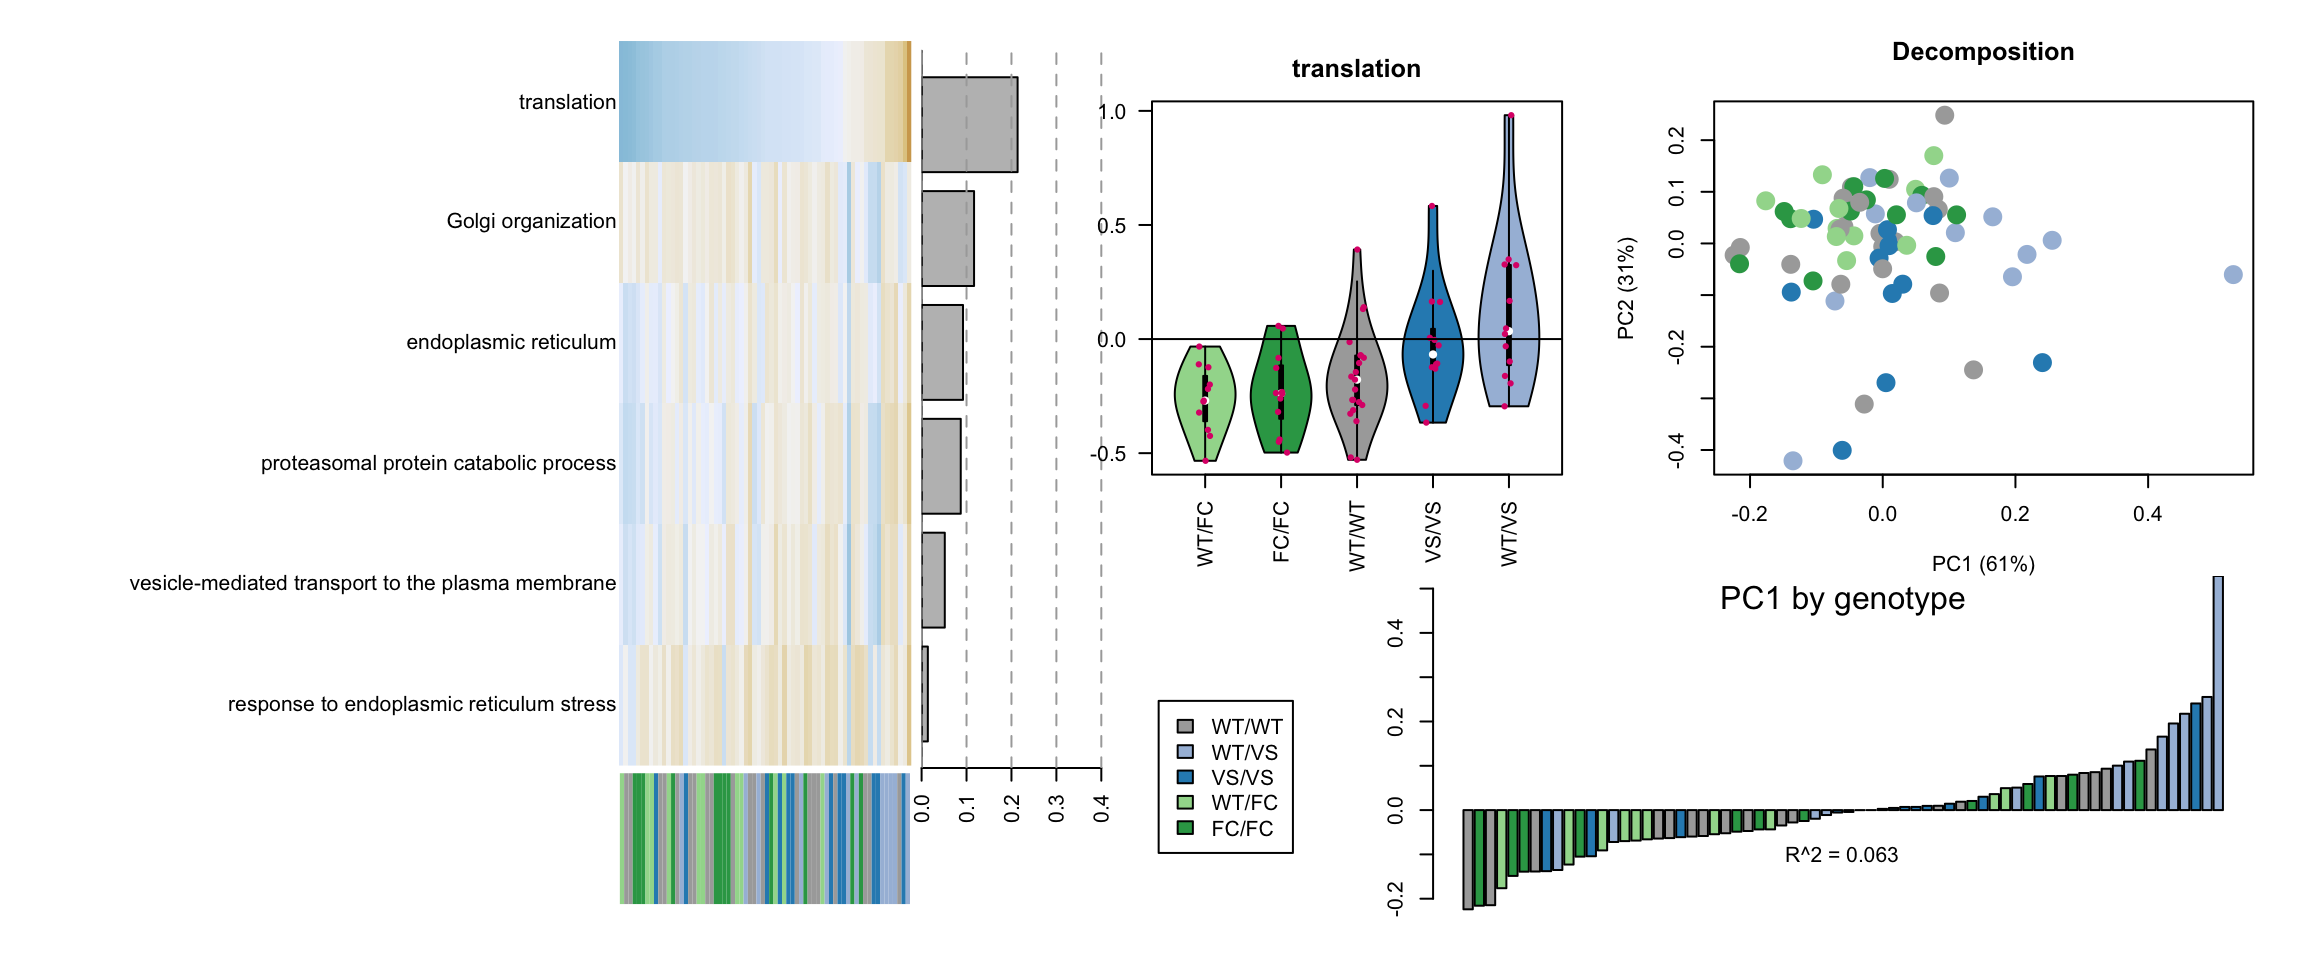 translation
Golgi organization
endoplasmic reticulum
proteasomal protein catabolic process
vesicle-mediated transport to the plasma membrane
response to endoplasmic reticulum stress
0.0 0.1 0.2 0.3 0.4
translation
1.0
0.5
0.0
-0.5
WT/FC FC/FC WT/WT VS/VS WT/VS
Decomposition
PC2 (31%)
0.2
0.1
0.0
-0.2
-0.4
-0.2 0.0 0.2 0.4
PC1 (61%)
WT/WT
WT/VS
VS/VS
WT/FC
FC/FC
PC1 by genotype
0.4
0.2
0.0
-0.2
R^2 = 0.063